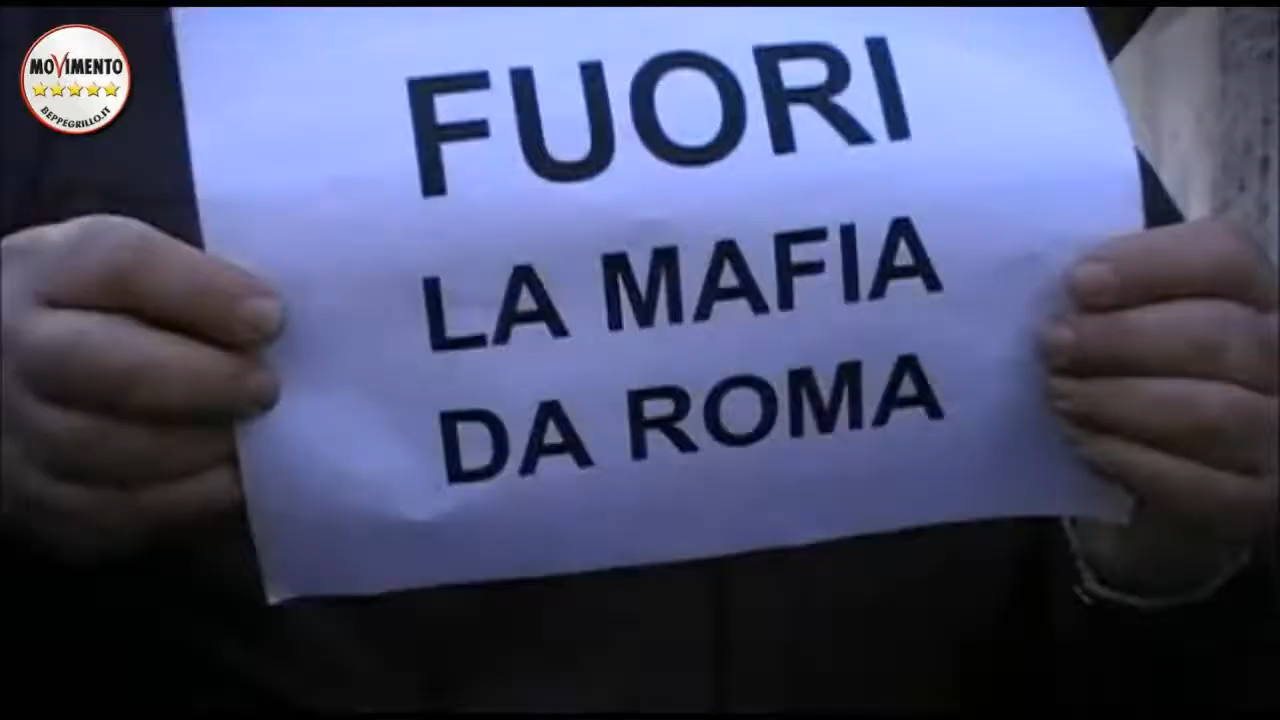 MOVIMENTO
BEPPEGRILLO.IT
FUORI
LA MAFIA
DA ROMA